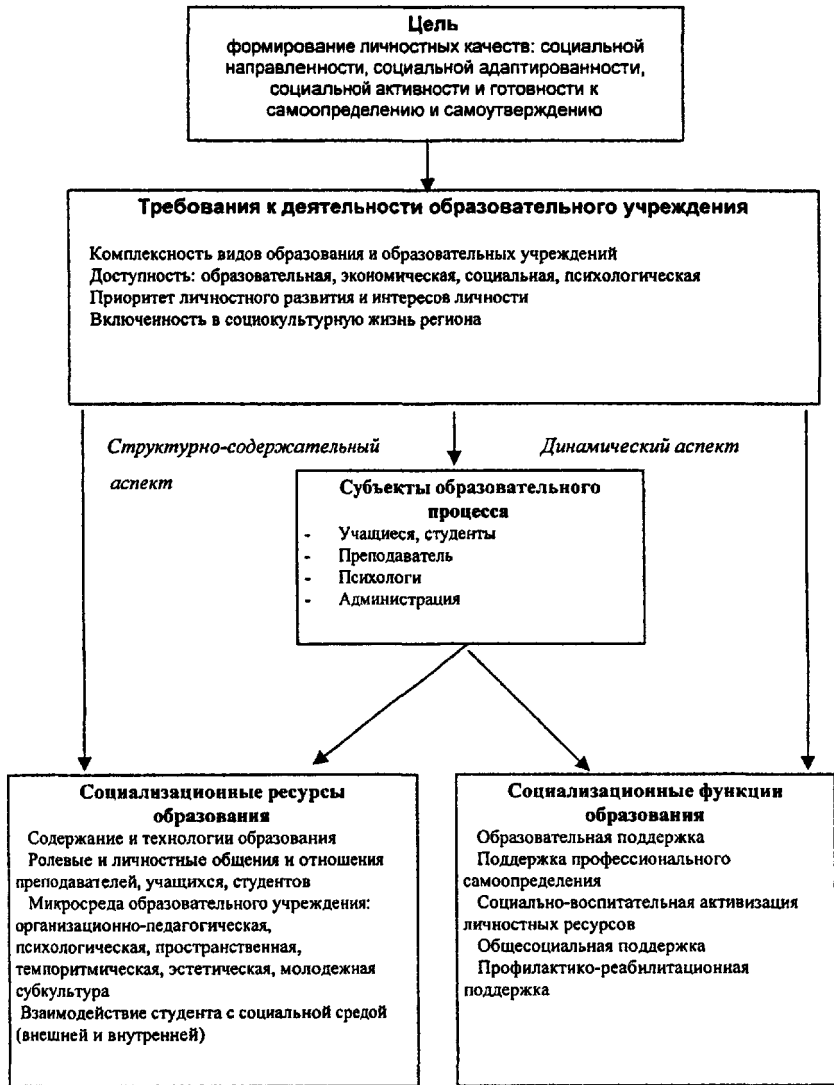 Цель
формирование личностных качеств: социальной
направленности, социальной адаптированности,
социальной активности и готовности к
самоопределению и самоутверждению
Требования к деятельности образовательного учреждения
Комплексность видов образования и образовательных учреждений
Доступность: образовательная, экономическая, социальная, психологическая
Приоритет личностного развития и интересов личности
Включенность в социокультурную жизнь региона
Структурно-содержательный
аспект
Динамический аспект
Субъекты образовательного
процесса
- Учащиеся, студенты
- Преподаватель
- Психологи
- Администрация
Социализационные ресурсы
образования
Содержание и технологии образования
Ролевые и личностные общения и отношения
преподавателей, учащихся, студентов
Микросреда образовательного учреждения:
организационно-педагогическая,
психологическая, пространственная,
темпоритмическая, эстетическая, молодежная
субкультура
Взаимодействие студента с социальной средой
(внешней и внутренней)
Социализационные функции
образования
Образовательная поддержка
Поддержка профессионального
самоопределения
Социально-воспитательная активизация
личностных ресурсов
Общесоциальная поддержка
Профилактико-реабилитационная
поддержка